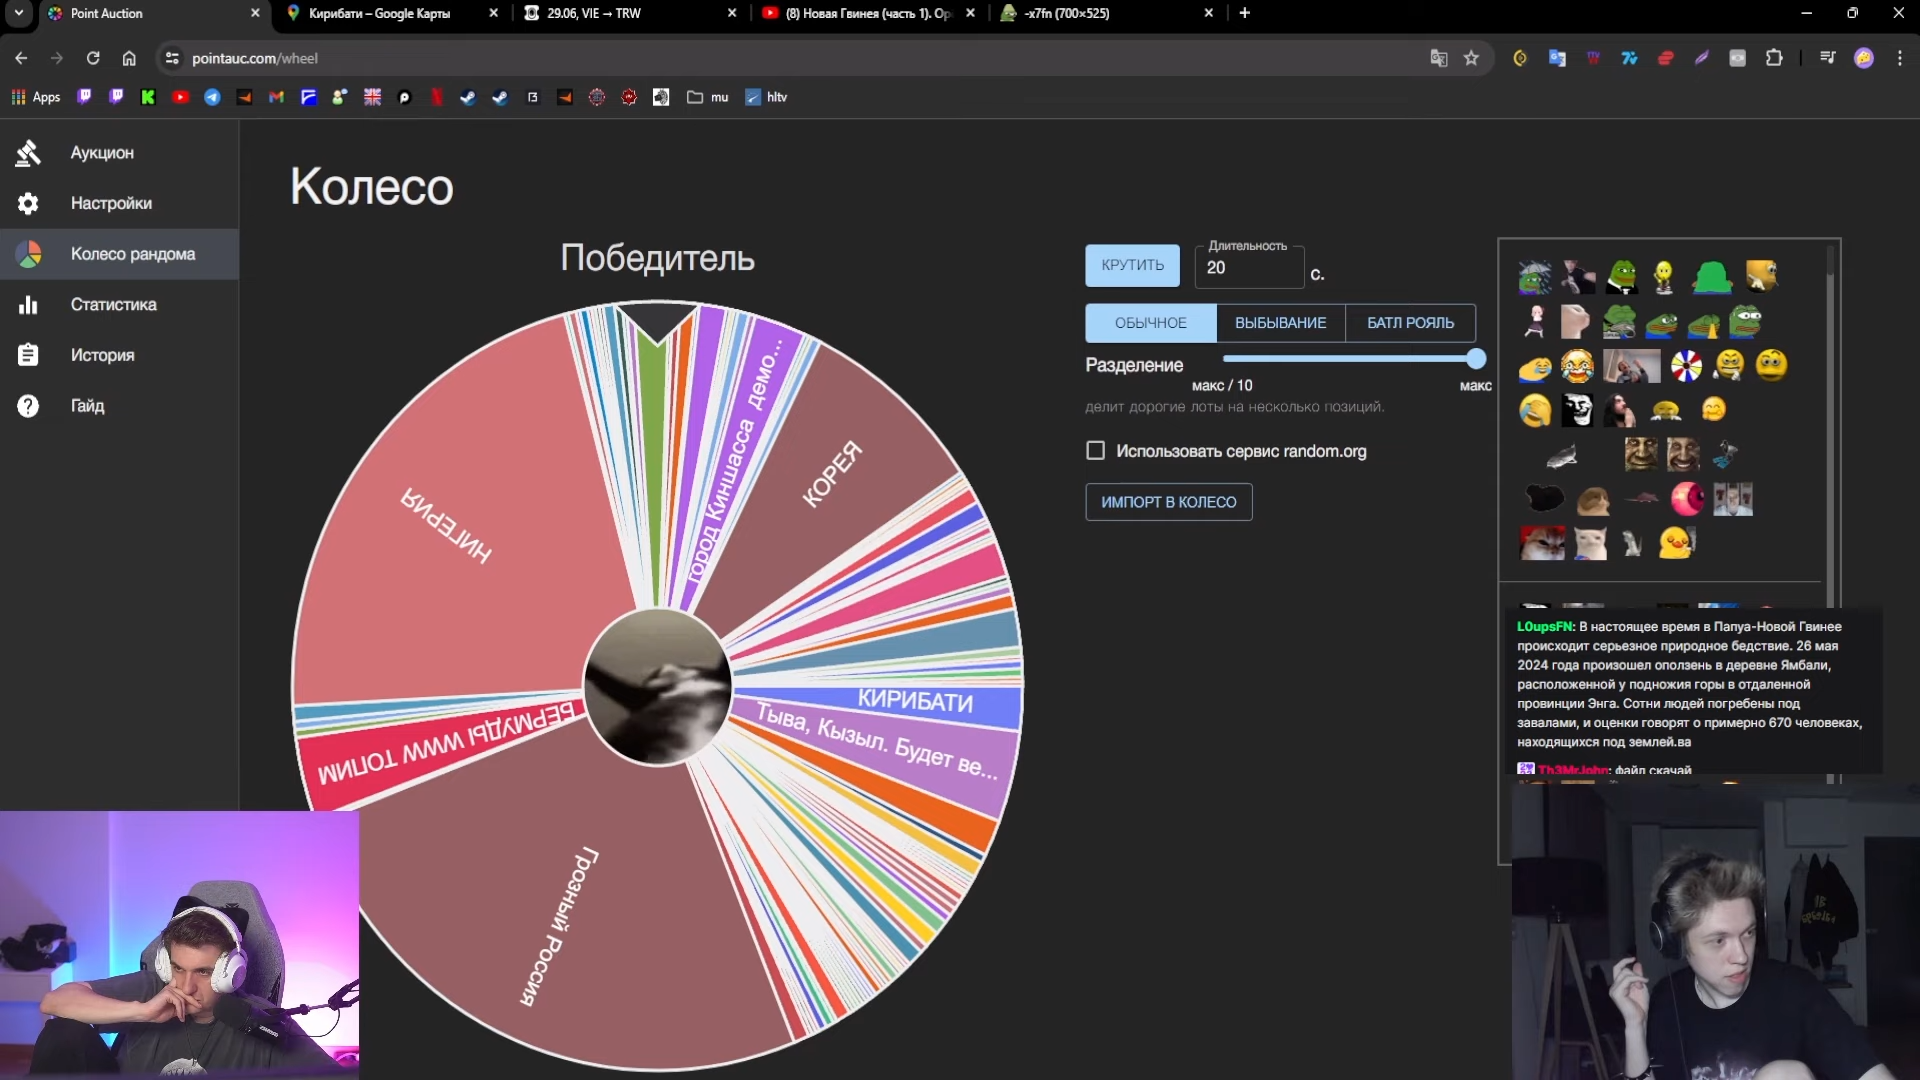 Point Auction
Кирибати – Google Карты
29.06, VIE → TRW
(8) Новая Гвинея (часть 1). Ор
-x7fn (700×525)
pointauc.com/wheel
Apps
mu
hltv
Аукцион
Настройки
Колесо рандома
Статистика
История
Гайд
Колесо
Победитель
город Киншасса демо...
КОРЕЯ
НИГЕРИЯ
КИРИБАТИ
Тыва, Кызыл. Будет ве...
БЕРМУДЫ WWW ТОПИМ
Грозный Россия
КРУТИТЬ
Длительность
20
с.
ОБЫЧНОЕ
ВЫБЫВАНИЕ
БАТЛ РОЯЛЬ
Разделение
макс / 10
макс
делит дорогие лоты на несколько позиций.
Использовать сервис random.org
ИМПОРТ В КОЛЕСО
L0upsFN: В настоящее время в Папуа-Новой Гвинее
происходит серьезное природное бедствие. 26 мая
2024 года произошел оползень в деревне Ямбали,
расположенной у подножия горы в отдаленной
провинции Энга. Сотни людей погребены под
завалами, и оценки говорят о примерно 670 человеках,
находящихся под землей.ва
Th3MrJohn: файл скачай